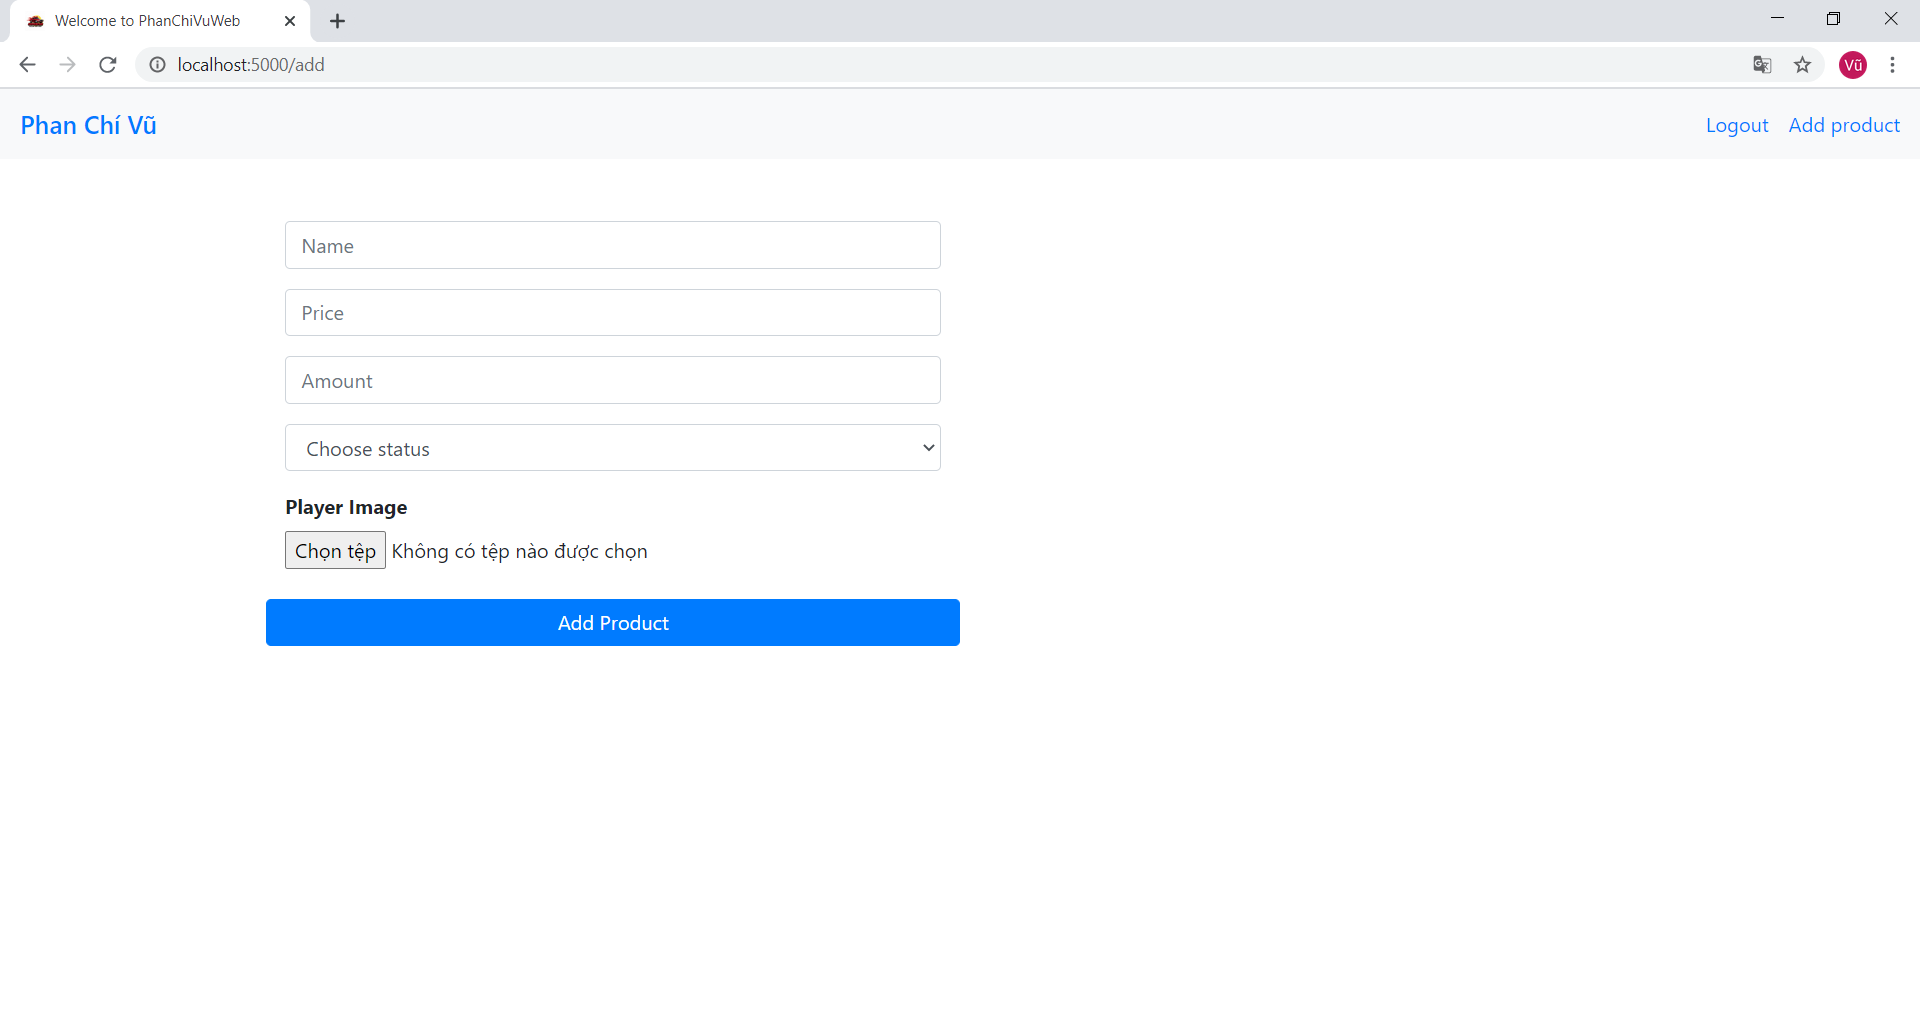 Welcome to PhanChiVuWeb
localhost:5000/add
Vũ
Phan Chí Vũ
Logout Add product
Name
Price
Amount
Choose status
Player Image
Chọn tệp Không có tệp nào được chọn
Add Product